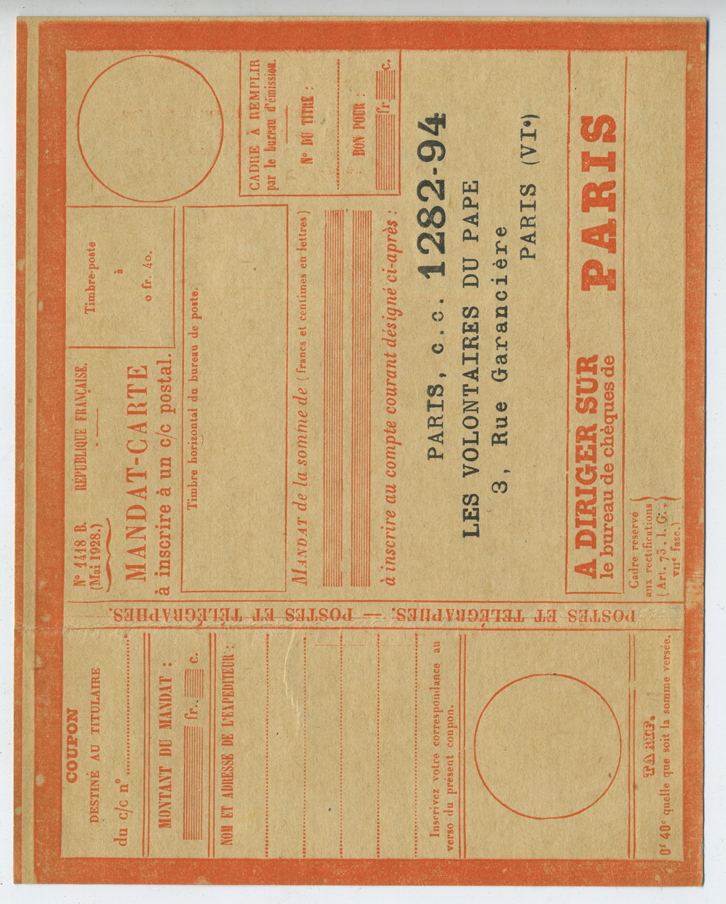 COUPON
DESTINÉ AU TITULAIRE
du c/c n°
MONTANT DU MANDAT :
fr. c.
NOM ET ADRESSE DE L'EXPÉDITEUR :
Inscrivez votre correspondance au
verso du présent coupon.
TARIF.
0f 40c quelle que soit la somme versée.
POSTES ET TÉLÉGRAPHES. — POSTES ET TÉLÉGRAPHES.
N° 1418 B.
(Mai 1928.)
RÉPUBLIQUE FRANÇAISE.
MANDAT-CARTE
à inscrire à un c/c postal.
Timbre-poste
à
0 fr. 40.
Timbre horizontal du bureau de poste.
CADRE À REMPLIR
par le bureau d'émission.
N° DU TITRE :
BON POUR :
fr. c.
MANDAT de la somme de (francs et centimes en lettres)
à inscrire au compte courant désigné ci-après :
PARIS, c.c. 1282-94
LES VOLONTAIRES DU PAPE
3, Rue Garancière
PARIS (VIe)
A DIRIGER SUR
le bureau de chèques de
PARIS
Cadre réservé
aux rectifications
(Art. 75, I. G.,
VIIe fasc.)